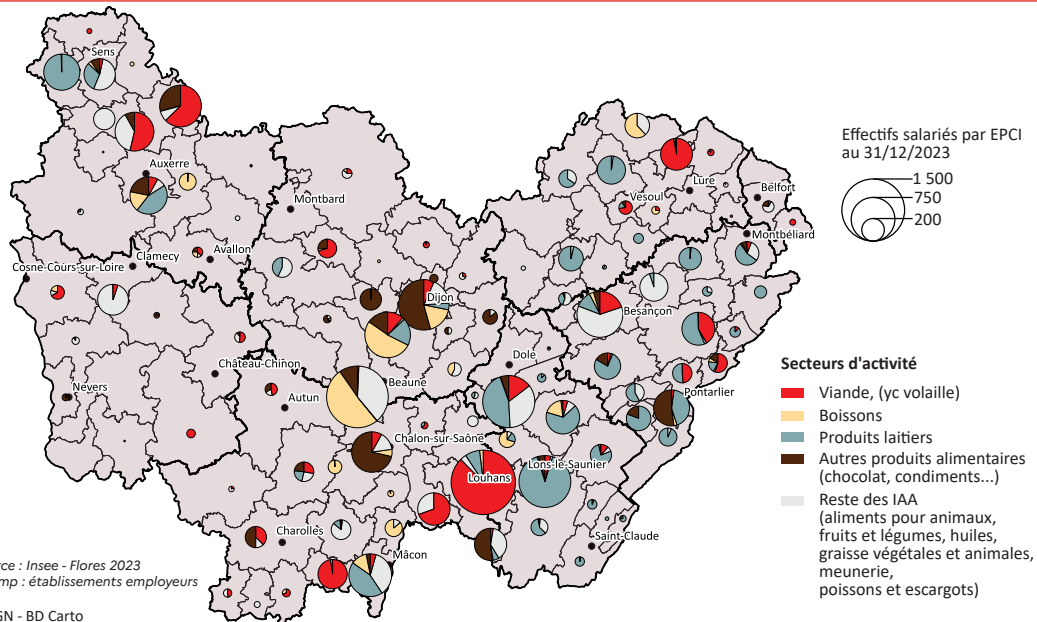 Sens
Auxerre
Montbard
Avallon
Clamecy
Cosne-Cours-sur-Loire
Château-Chinon
Nevers
Autun
Dijon
Beaune
Chalon-sur-Saône
Louhans
Charolles
Mâcon
Vesoul
Lure
Belfort
Montbéliard
Besançon
Dole
Pontarlier
Lons-le-Saunier
Saint-Claude
Effectifs salariés par EPCI
au 31/12/2023
1 500
750
200
Secteurs d'activité
Viande, (yc volaille)
Boissons
Produits laitiers
Autres produits alimentaires
(chocolat, condiments...)
Reste des IAA
(aliments pour animaux,
fruits et légumes, huiles,
graisse végétales et animales,
meunerie,
poissons et escargots)
rce : Insee - Flores 2023
mp : établissements employeurs
GN - BD Carto